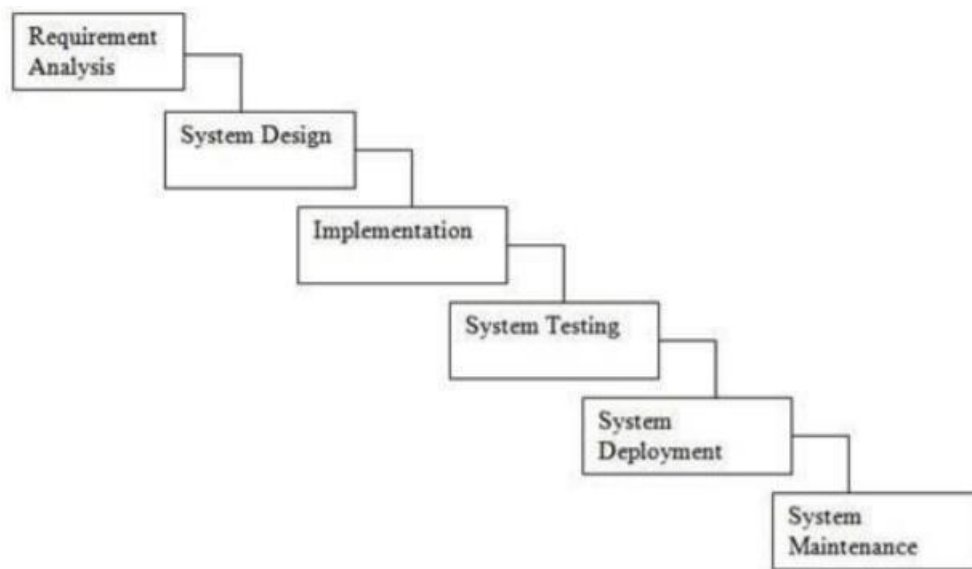 Requirement
Analysis
System Design
Implementation
System Testing
System
Deployment
System
Maintenance